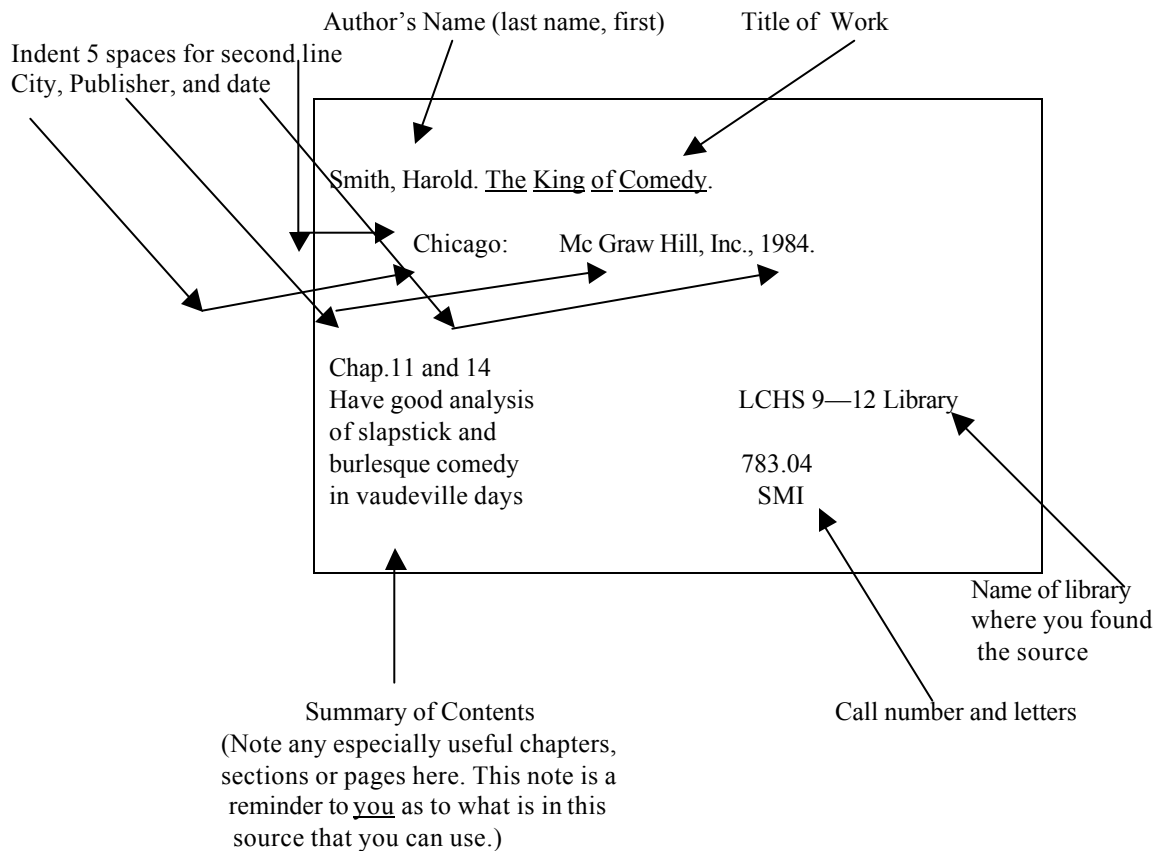 Author’s Name (last name, first)
Title of Work
Indent 5 spaces for second line
City, Publisher, and date
Smith, Harold. The King of Comedy.
Chicago: Mc Graw Hill, Inc., 1984.
Chap.11 and 14
Have good analysis
of slapstick and
burlesque comedy
in vaudeville days
LCHS 9—12 Library
783.04
SMI
Name of library
where you found
the source
Summary of Contents
(Note any especially useful chapters,
sections or pages here. This note is a
reminder to you as to what is in this
source that you can use.)
Call number and letters